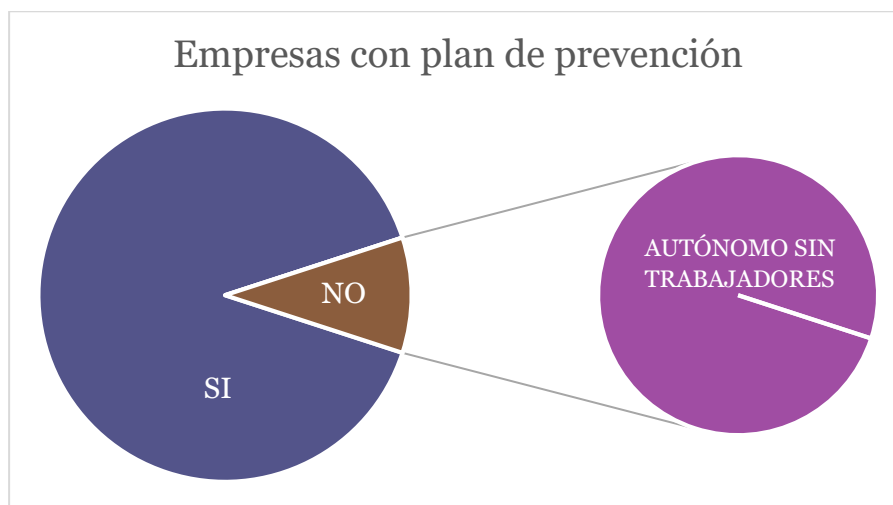 Empresas con plan de prevención
AUTÓNOMO SIN
TRABAJADORES
NO
SI